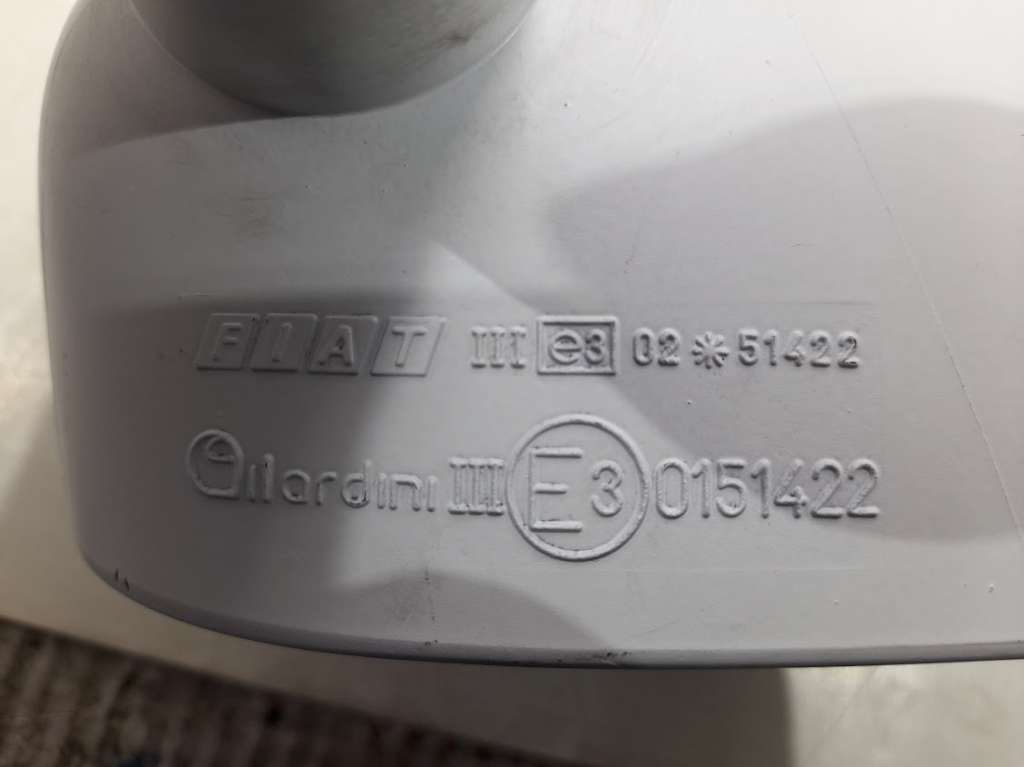 FIAT III e3 02 * 51422
Gilardini III E3 0151422